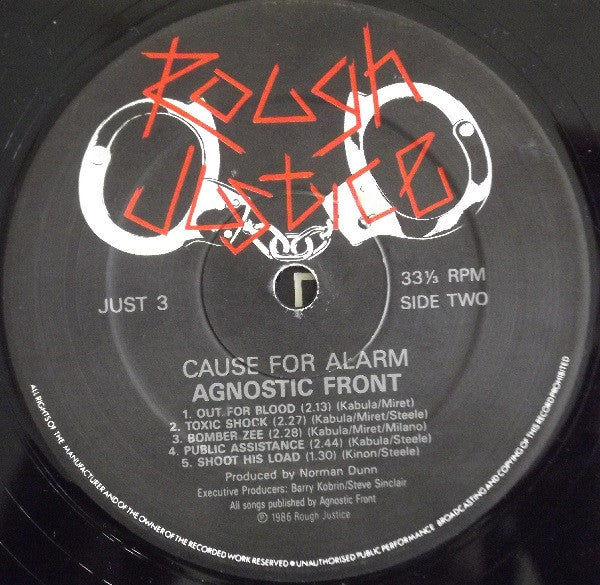 Rough
Justice
JUST 3
33⅓ RPM
SIDE TWO
CAUSE FOR ALARM
AGNOSTIC FRONT
1. OUT FOR BLOOD (2.13) (Kabula/Miret)
2. TOXIC SHOCK (2.27) (Kabula/Miret/Steele)
3. BOMBER ZEE (2.28) (Kabula/Miret/Milano)
4. PUBLIC ASSISTANCE (2.44) (Kabula/Steele)
5. SHOOT HIS LOAD (1.30) (Kinon/Steele)
Produced by Norman Dunn
Executive Producers: Barry Kobrin/Steve Sinclair
All songs published by Agnostic Front
Ⓟ 1986 Rough Justice
ALL RIGHTS OF THE MANUFACTURER AND OF THE OWNER OF THE RECORDED WORK RESERVED ● UNAUTHORISED PUBLIC PERFORMANCE BROADCASTING AND COPYING OF THIS RECORD PROHIBITED